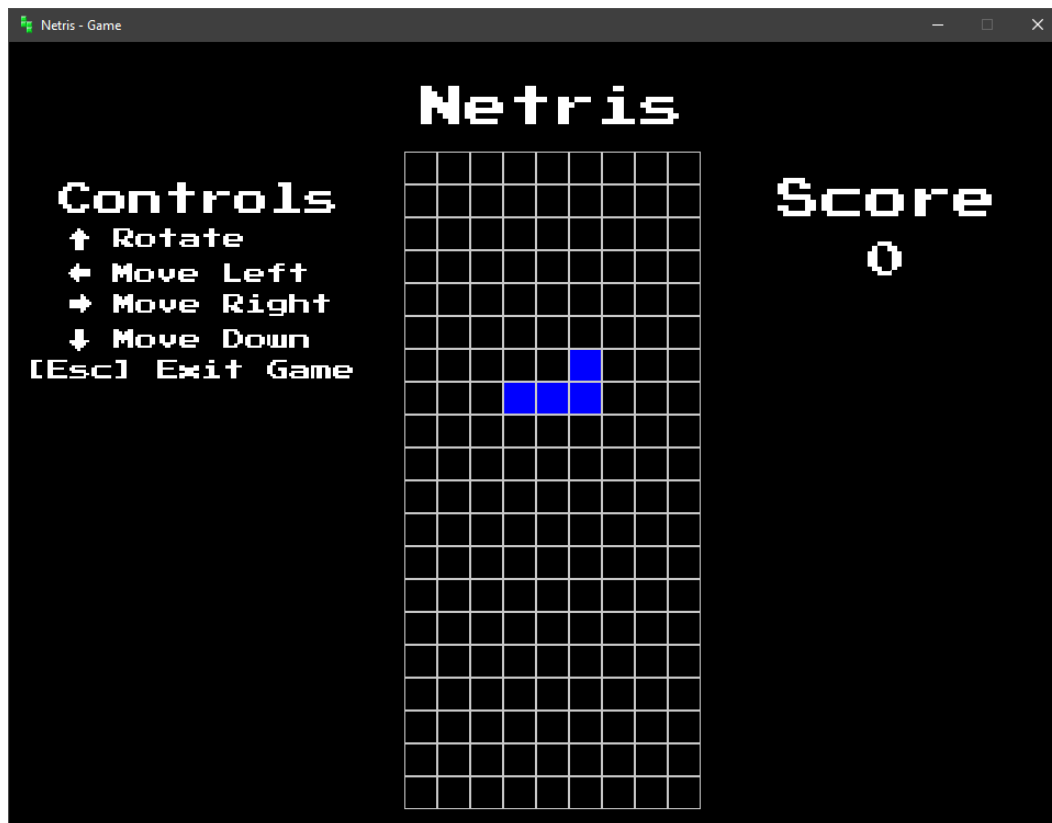 Netris - Game
Netris
Controls
↑ Rotate
← Move Left
→ Move Right
↓ Move Down
[Esc] Exit Game
Score
0